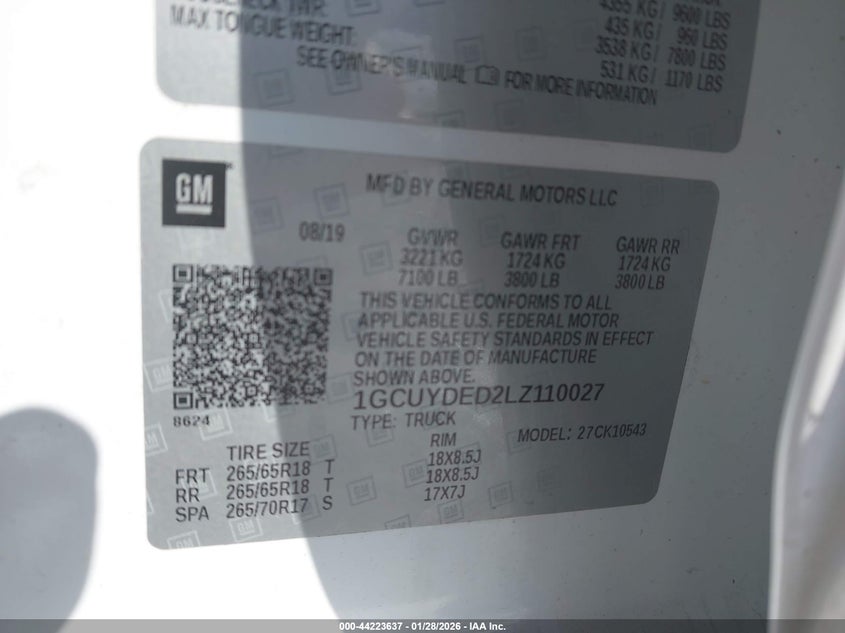 MAX TONGUE WEIGHT:
4355 KG / 9600 LBS
435 KG / 960 LBS
3538 KG / 7800 LBS
531 KG / 1170 LBS
SEE OWNER'S MANUAL FOR MORE INFORMATION
GM
MFD BY GENERAL MOTORS LLC
08/19 GVWR GAWR FRT GAWR RR
3221 KG 1724 KG 1724 KG
7100 LB 3800 LB 3800 LB
THIS VEHICLE CONFORMS TO ALL
APPLICABLE U.S. FEDERAL MOTOR
VEHICLE SAFETY STANDARDS IN EFFECT
ON THE DATE OF MANUFACTURE
SHOWN ABOVE.
1GCUYDED2LZ110027
8624
TYPE: TRUCK
MODEL: 27CK10543
TIRE SIZE RIM
FRT 265/65R18 T 18X8.5J
RR 265/65R18 T 18X8.5J
SPA 265/70R17 S 17X7J
000-44223637 - 01/28/2026 - IAA Inc.